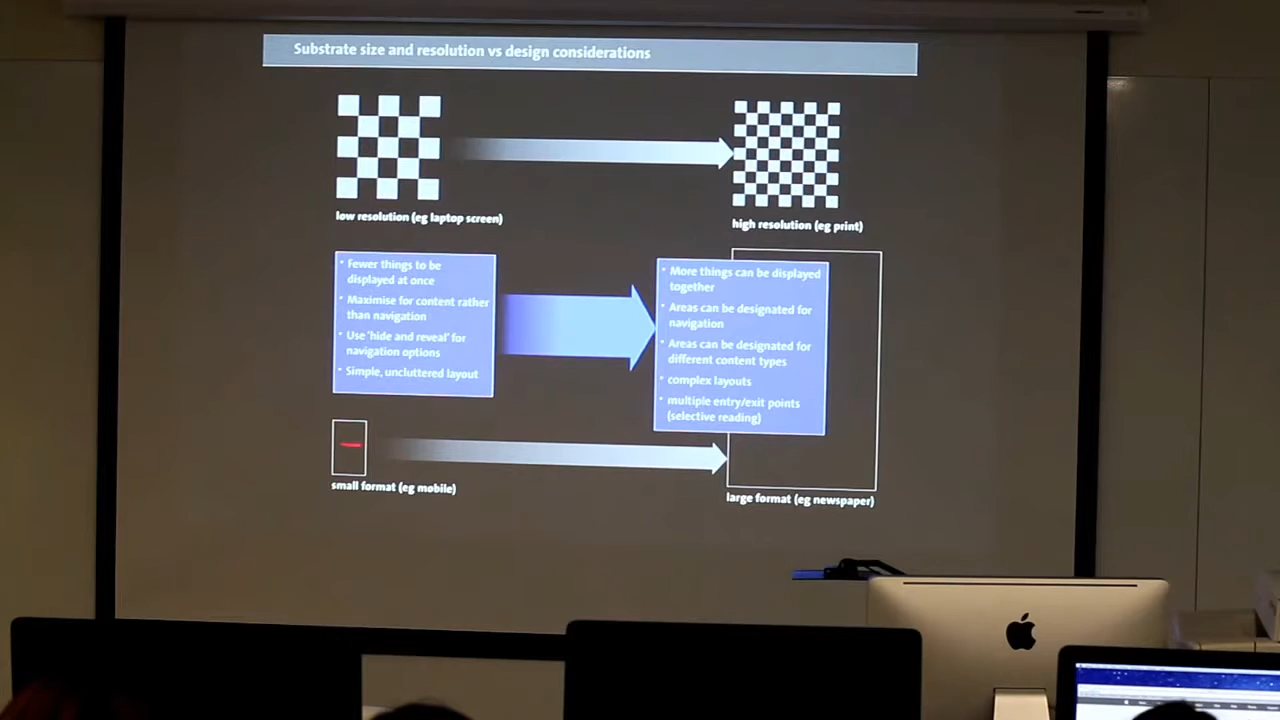 Substrate size and resolution vs design considerations
low resolution (eg laptop screen)
high resolution (eg print)
• Fewer things to be
displayed at once
• Maximise for content rather
than navigation
• Use 'hide and reveal' for
navigation options
• Simple, uncluttered layout
• More things can be displayed
together
• Areas can be designated for
navigation
• Areas can be designated for
different content types
• complex layouts
• multiple entry/exit points
(selective reading)
small format (eg mobile)
large format (eg newspaper)